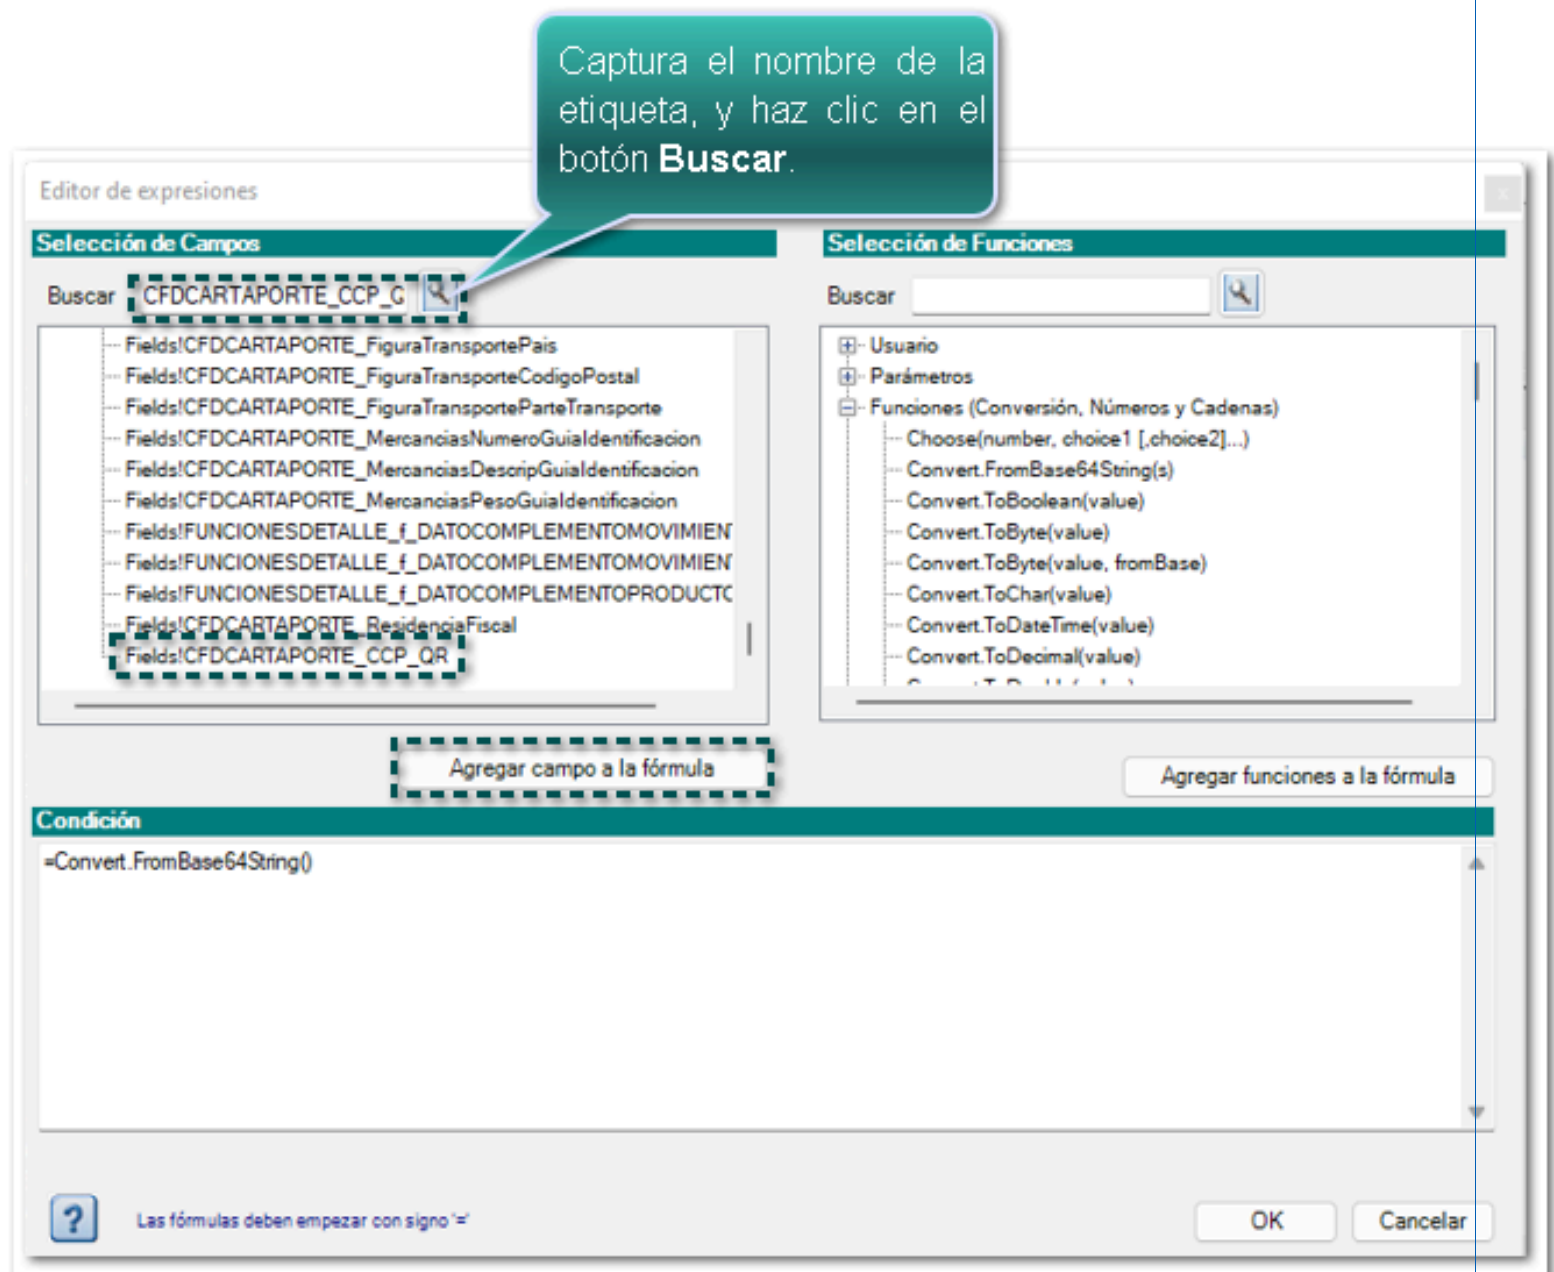 Captura el nombre de la
etiqueta, y haz clic en el
botón Buscar.
Editor de expresiones
x
Selección de Campos
Buscar CFDCARTAPORTE_CCP_Q
Fields!CFDCARTAPORTE_FiguraTransportePais
Fields!CFDCARTAPORTE_FiguraTransporteCodigoPostal
Fields!CFDCARTAPORTE_FiguraTransporteParteTransporte
Fields!CFDCARTAPORTE_MercanciasNumeroGuiaIdentificacion
Fields!CFDCARTAPORTE_MercanciasDescripGuiaIdentificacion
Fields!CFDCARTAPORTE_MercanciasPesoGuiaIdentificacion
Fields!FUNCIONESDETALLE_f_DATOCOMPLEMENTOMOVIMIEN
Fields!FUNCIONESDETALLE_f_DATOCOMPLEMENTOMOVIMIEN
Fields!FUNCIONESDETALLE_f_DATOCOMPLEMENTOPRODUCTO
Fields!CFDCARTAPORTE_ResidenciaFiscal
Fields!CFDCARTAPORTE_CCP_QR
Agregar campo a la fórmula
Selección de Funciones
Buscar
Usuario
Parámetros
Funciones (Conversión, Números y Cadenas)
Choose(number, choice1 [,choice2]...)
Convert.FromBase64String(s)
Convert.ToBoolean(value)
Convert.ToByte(value)
Convert.ToByte(value, fromBase)
Convert.ToChar(value)
Convert.ToDateTime(value)
Convert.ToDecimal(value)
Agregar funciones a la fórmula
Condición
=Convert.FromBase64String()
?
Las fórmulas deben empezar con signo '='
OK
Cancelar